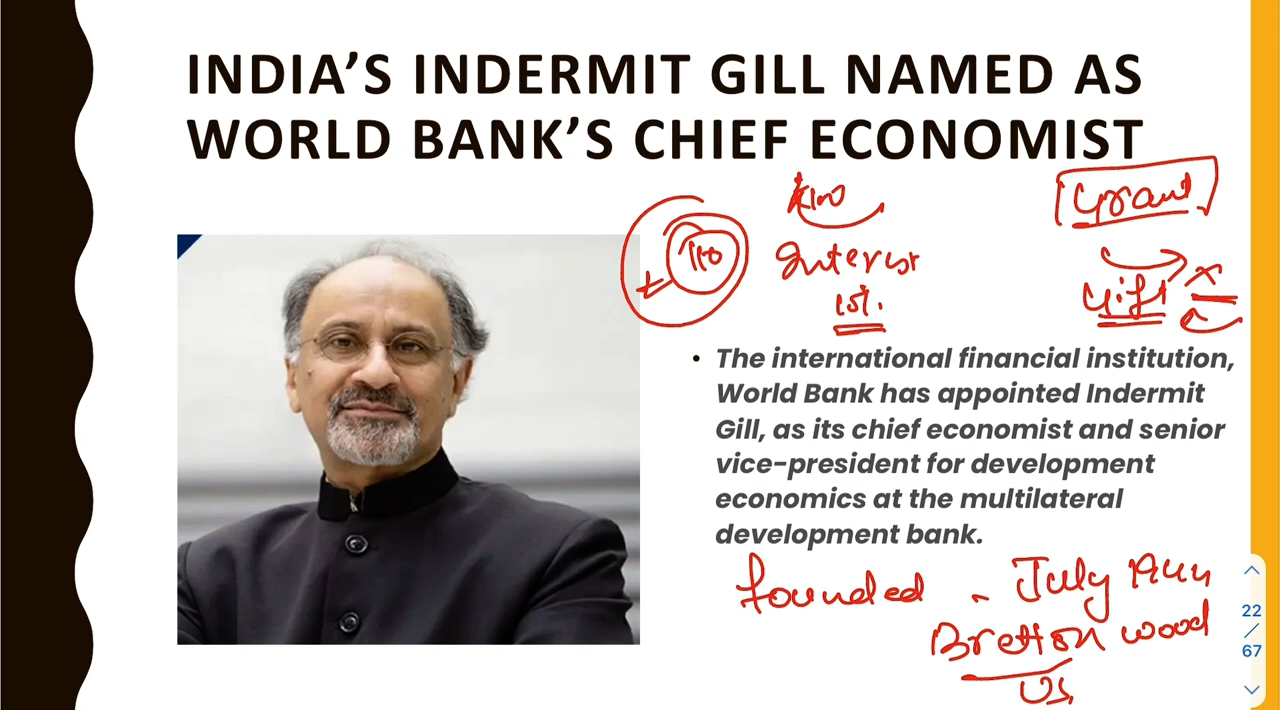 INDIA’S INDERMIT GILL NAMED AS
WORLD BANK’S CHIEF ECONOMIST
Grant
Interest
Gift
• The international financial institution,
World Bank has appointed Indermit
Gill, as its chief economist and senior
vice-president for development
economics at the multilateral
development bank.
founded - July 1944
Bretton wood
US
22
/
67